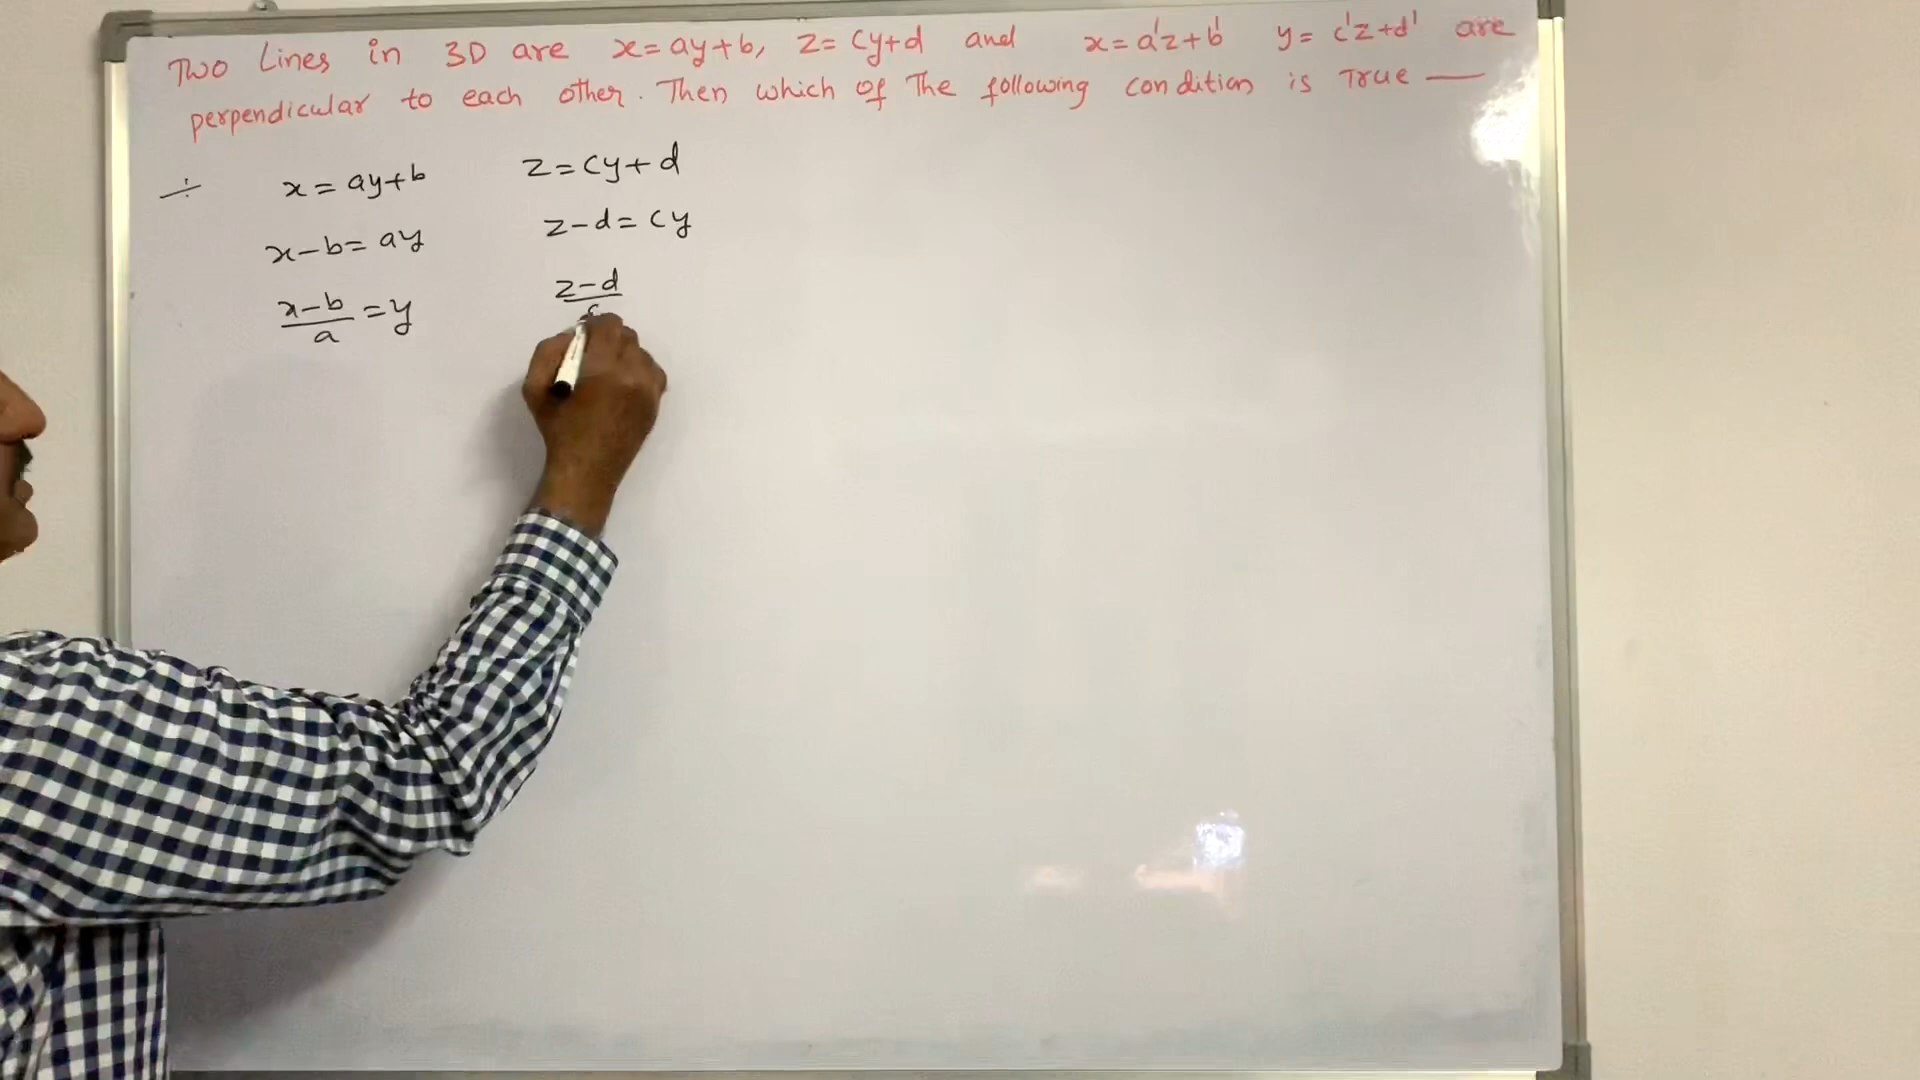 Two Lines in 3D are x=ay+b, z=cy+d and x=a'z+b' y=c'z+d' are
perpendicular to each other. Then which of The following condition is True —
÷ x=ay+b z=cy+d
x-b=ay z-d=cy
x-b/a=y z-d/